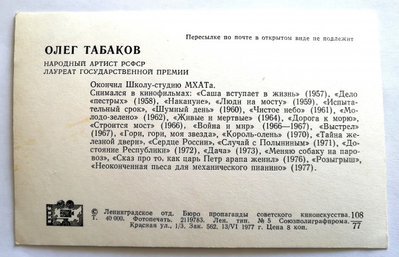 Пересылке по почте в открытом виде не подлежит
ОЛЕГ ТАБАКОВ
НАРОДНЫЙ АРТИСТ РСФСР
ЛАУРЕАТ ГОСУДАРСТВЕННОЙ ПРЕМИИ
Окончил Школу-студию МХАТа.
Снимался в кинофильмах: «Саша вступает в жизнь» (1957), «Дело
пестрых» (1958), «Накануне», «Люди на мосту» (1959). «Испыта-
тельный срок», «Шумный день» (1960), «Чистое небо» (1961), «Мо-
лодо-зелено» (1962), «Живые и мертвые» (1964), «Дорога к морю»,
«Строится мост» (1966), «Война и мир» (1966—1967), «Выстрел»
(1967), «Гори, гори, моя звезда», «Король-олень» (1970), «Тайна же-
лезной двери», «Сердце России», «Случай с Полыниным» (1971), «До-
стояние Республики» (1972), «Дача» (1973), «Меняю собаку на паро-
воз», «Сказ про то, как царь Петр арапа женил» (1976), «Розыгрыш»,
«Неоконченная пьеса для механического пианино» (1977).
© Ленинградское отд. Бюро пропаганды советского киноискусства. 108
Т. 40 000. Фотопечать. 2119783. Лен. тип. № 5 Союзполиграфпрома.
Красная ул., 1/3. Зак. 562. 13/VI 1977 г. Цена 8 коп. 77